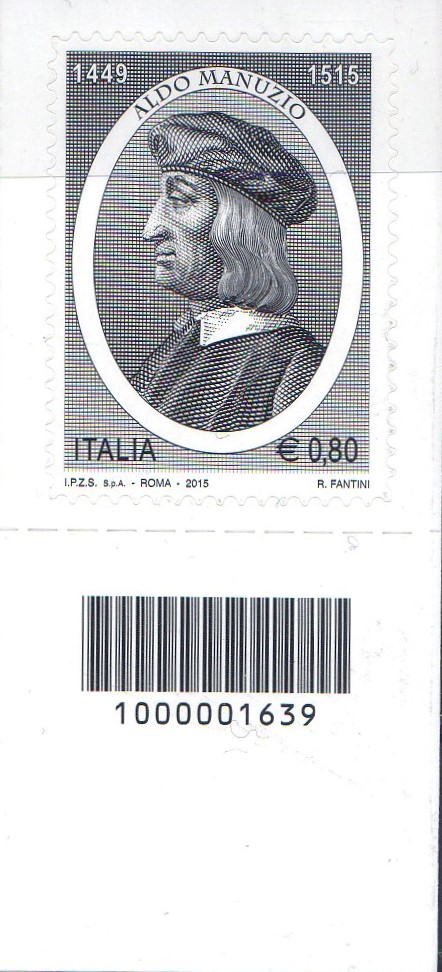 1449 1515
ALDO MANUZIO
ITALIA € 0,80
I.P.Z.S. S.p.A. - ROMA - 2015 R. FANTINI
1000001639